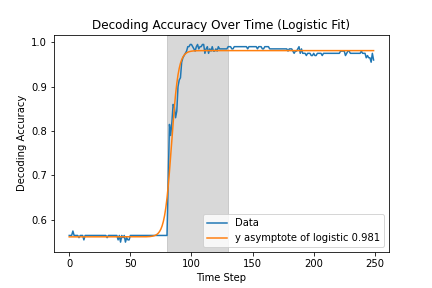 Decoding Accuracy Over Time (Logistic Fit)
1.0
0.9
0.8
0.7
0.6
Decoding Accuracy
Data
y asymptote of logistic 0.981
0
50
100
150
200
250
Time Step